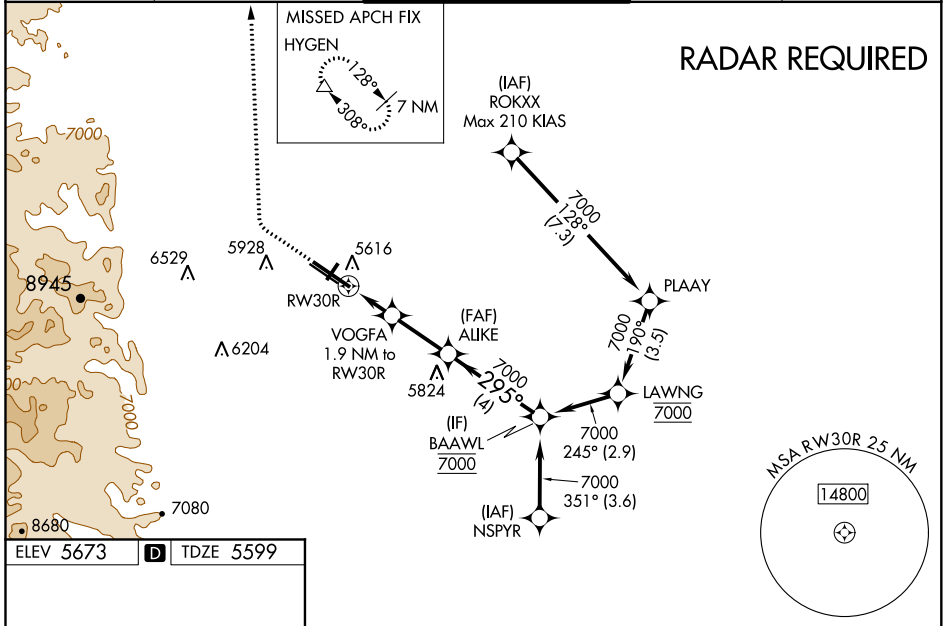 MISSED APCH FIX
HYGEN
128°
308°
7 NM
RADAR REQUIRED
(IAF)
ROKXX
Max 210 KIAS
7000
128°
(7.3)
PLAAY
7000
190°
(3.5)
LAWNG
7000
7000
245° (2.9)
(IF)
BAAWL
7000
7000
351° (3.6)
(IAF)
NSPYR
7000
295°
(4)
(FAF)
ALIKE
5824
VOGFA
1.9 NM to
RW30R
RW30R
5616
5928
6529
6204
7000
8945
7000
7000
7080
8680
MSA RW30R 25 NM
14800
ELEV 5673
D
TDZE 5599